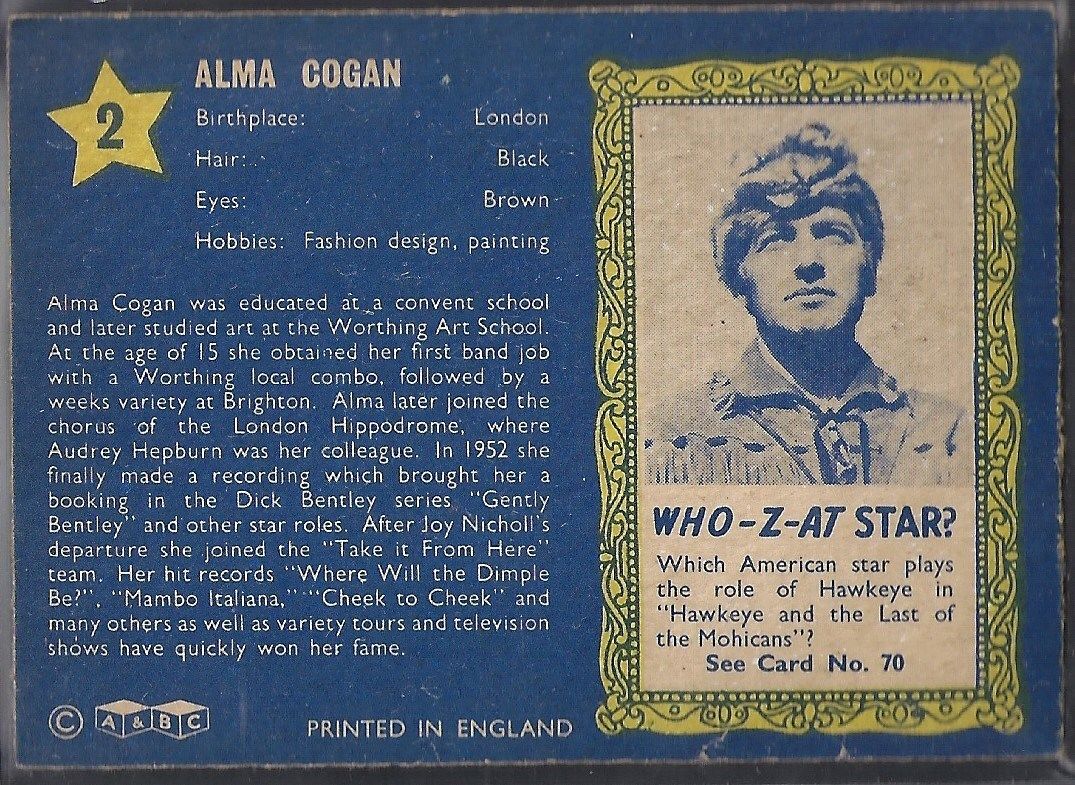 2
ALMA COGAN
Birthplace: London
Hair: Black
Eyes: Brown
Hobbies: Fashion design, painting
Alma Cogan was educated at a convent school
and later studied art at the Worthing Art School.
At the age of 15 she obtained her first band job
with a Worthing local combo, followed by a
weeks variety at Brighton. Alma later joined the
chorus of the London Hippodrome, where
Audrey Hepburn was her colleague. In 1952 she
finally made a recording which brought her a
booking in the Dick Bentley series "Gently
Bentley" and other star roles. After Joy Nicholl's
departure she joined the "Take it From Here"
team. Her hit records "Where Will the Dimple
Be?", "Mambo Italiana," "Cheek to Cheek" and
many others as well as variety tours and television
shows have quickly won her fame.
© A & B C
PRINTED IN ENGLAND
WHO-Z-AT STAR?
Which American star plays
the role of Hawkeye in
"Hawkeye and the Last of
the Mohicans"?
See Card No. 70